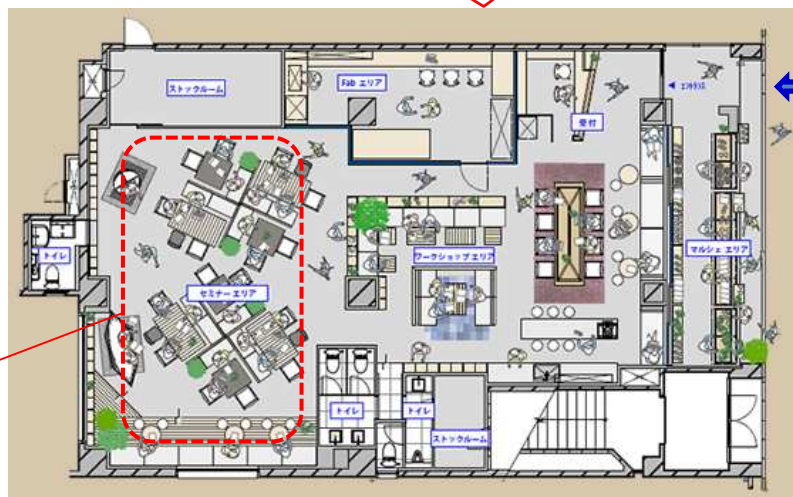 ストックルーム
Fab エリア
受付
エントランス
トイレ
ワークショップ エリア
マルシェ エリア
セミナー エリア
トイレ
トイレ
ストックルーム